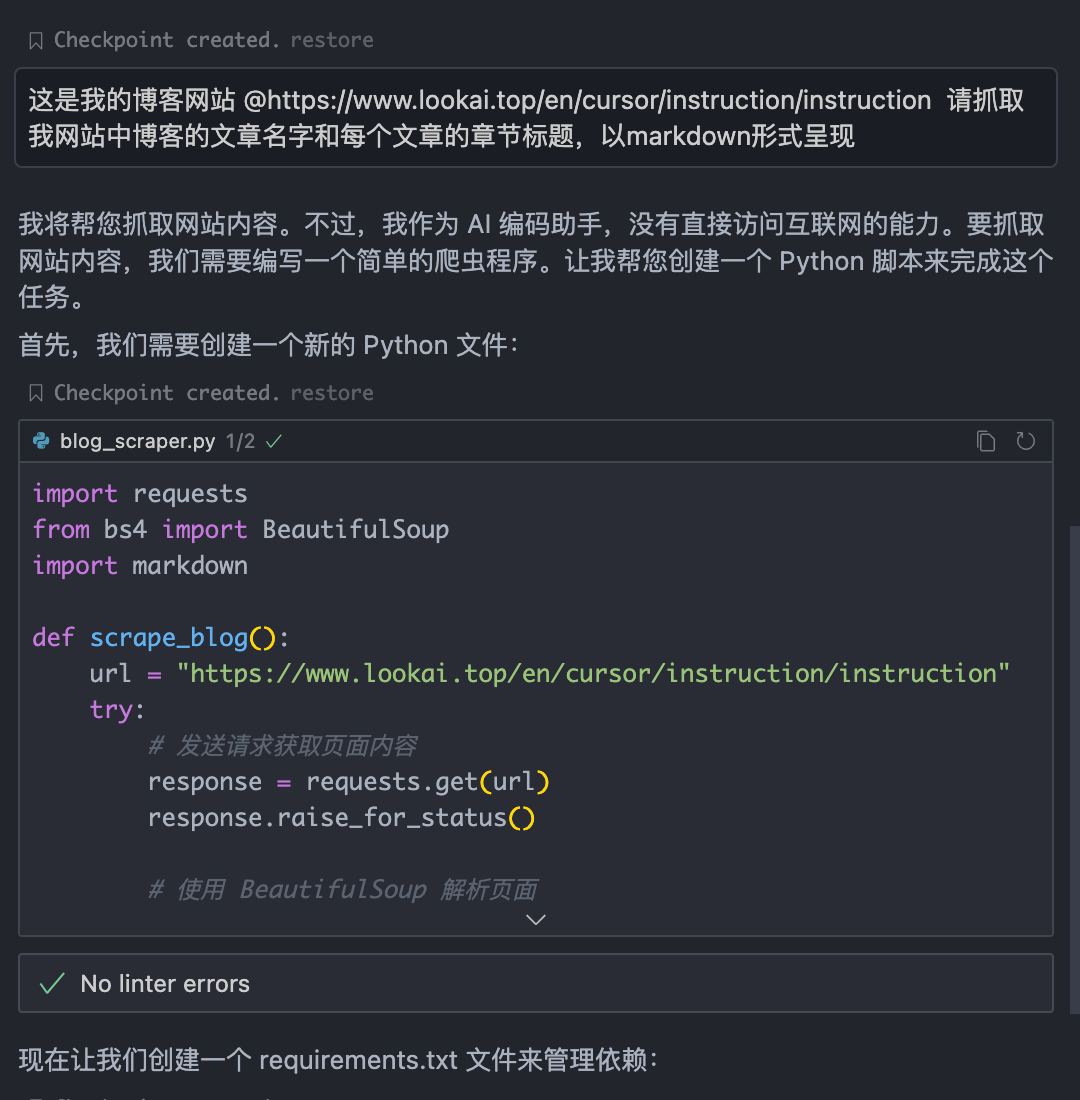 Checkpoint created. restore
这是我的博客网站 @https://www.lookai.top/en/cursor/instruction/instruction 请抓取
我网站中博客的文章名字和每个文章的章节标题，以markdown形式呈现
我将帮您抓取网站内容。不过，我作为 AI 编码助手，没有直接访问互联网的能力。要抓取
网站内容，我们需要编写一个简单的爬虫程序。让我帮您创建一个 Python 脚本来完成这个
任务。
首先，我们需要创建一个新的 Python 文件：
Checkpoint created. restore
blog_scraper.py 1/2
import requests
from bs4 import BeautifulSoup
import markdown
def scrape_blog():
    url = "https://www.lookai.top/en/cursor/instruction/instruction"
    try:
        # 发送请求获取页面内容
        response = requests.get(url)
        response.raise_for_status()
        # 使用 BeautifulSoup 解析页面
No linter errors
现在让我们创建一个 requirements.txt 文件来管理依赖：